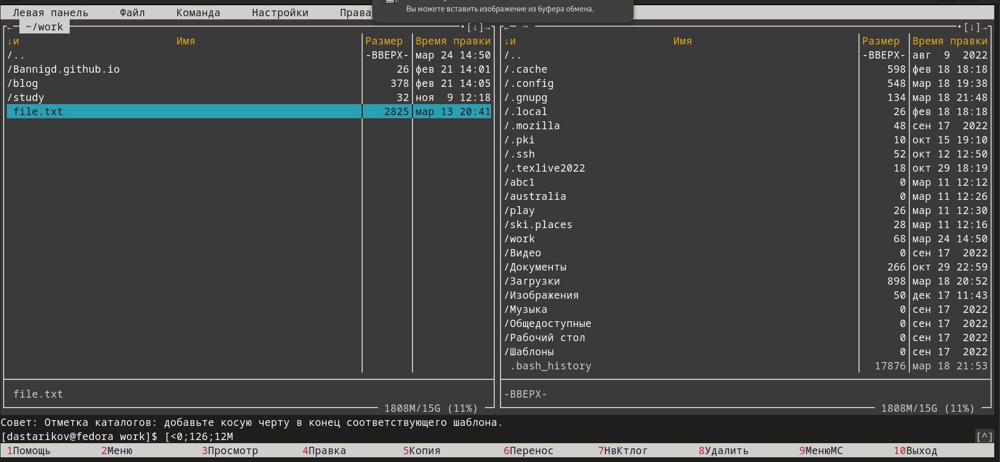 Вы можете вставить изображение из буфера обмена.
Левая панель Файл Команда Настройки Права
←  ~/work •[↓]→
↓и Имя Размер Время правки
/.. -ВВЕРХ- мар 24 14:50
/Bannigd.github.io 26 фев 21 14:01
/blog 378 фев 21 14:05
/study 32 ноя  9 12:18
file.txt 2825 мар 13 20:41
file.txt
1808M/15G (11%)
← ~ •[↓]→
↓и Имя Размер Время правки
/.. -ВВЕРХ- авг  9  2022
/.cache 598 фев 18 18:18
/.config 548 мар 18 19:38
/.gnupg 134 мар 18 21:48
/.local 26 фев 18 18:18
/.mozilla 48 сен 17  2022
/.pki 10 окт 15 19:10
/.ssh 52 окт 12 12:50
/.texlive2022 18 окт 29 18:19
/abc1 0 мар 11 12:12
/australia 0 мар 11 12:26
/play 26 мар 11 12:30
/ski.places 28 мар 11 12:16
/work 68 мар 24 14:50
/Видео 0 сен 17  2022
/Документы 266 окт 29 22:59
/Загрузки 898 мар 18 20:52
/Изображения 50 дек 17 11:43
/Музыка 0 сен 17  2022
/Общедоступные 0 сен 17  2022
/Рабочий стол 0 сен 17  2022
/Шаблоны 0 сен 17  2022
.bash_history 17876 мар 18 21:53
-ВВЕРХ-
1808M/15G (11%)
Совет: Отметка каталогов: добавьте косую черту в конец соответствующего шаблона.
[dastarikov@fedora work]$ [<0;126;12M [^]
1Помощь 2Меню 3Просмотр 4Правка 5Копия 6Перенос 7НвКтлог 8Удалить 9МенюMC 10Выход